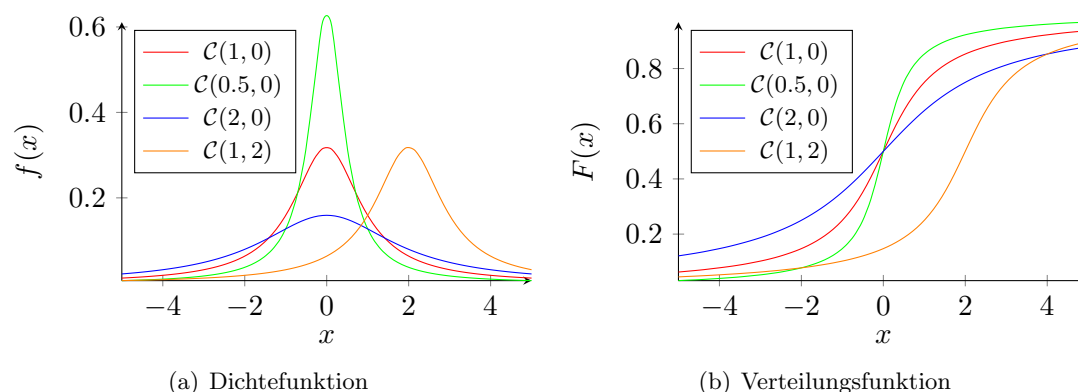 0.6
0.4
0.2
f(x)
C(1, 0)
C(0.5, 0)
C(2, 0)
C(1, 2)
−4 −2 0 2 4
x
(a) Dichtefunktion
0.8
0.6
0.4
0.2
F(x)
C(1, 0)
C(0.5, 0)
C(2, 0)
C(1, 2)
−4 −2 0 2 4
x
(b) Verteilungsfunktion